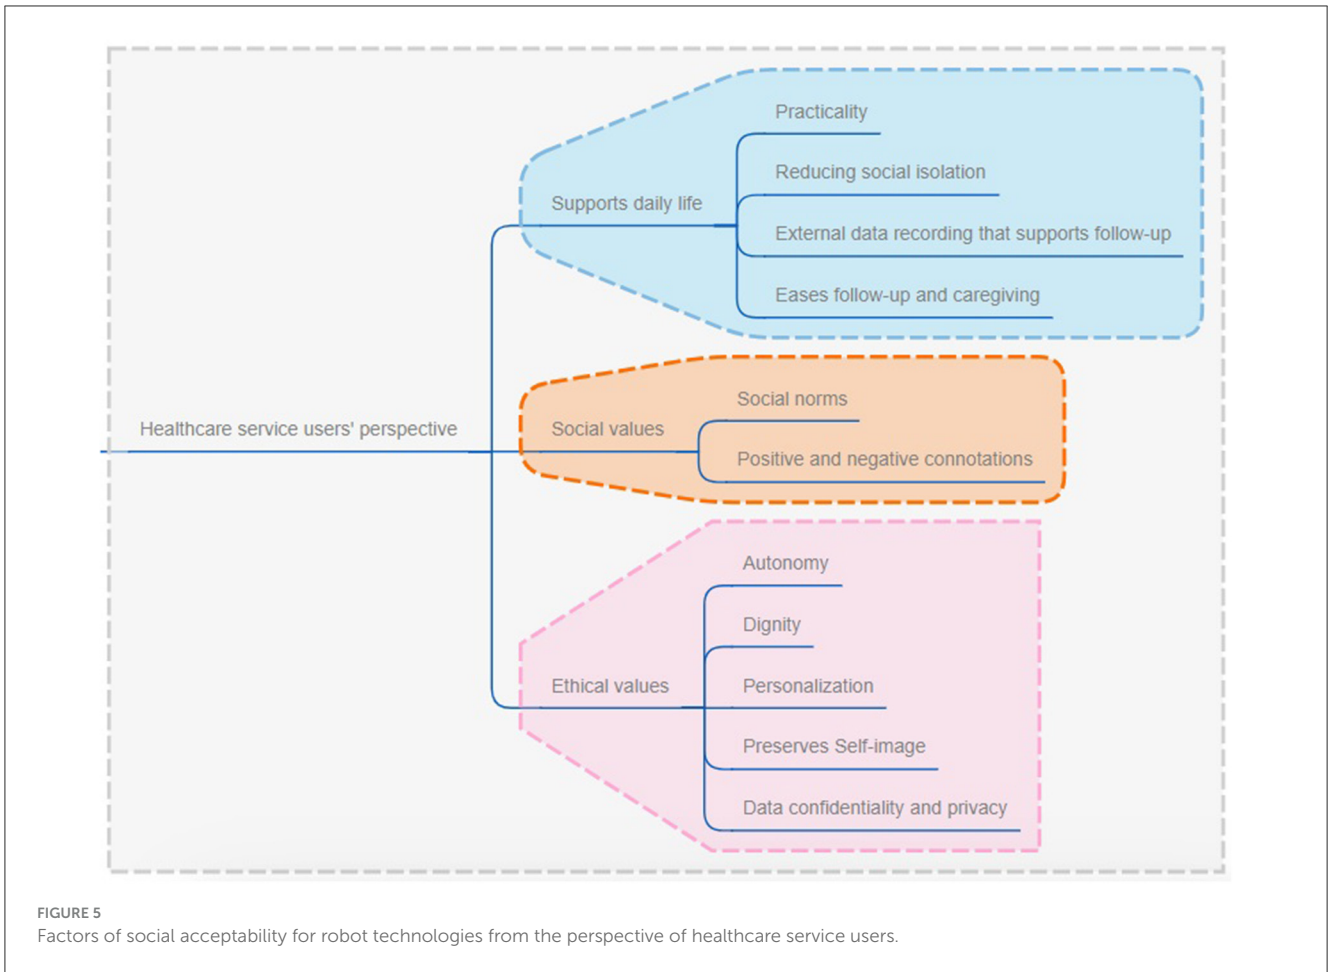 Practicality
Reducing social isolation
Supports daily life
External data recording that supports follow-up
Eases follow-up and caregiving
Social norms
Healthcare service users' perspective
Social values
Positive and negative connotations
Autonomy
Dignity
Ethical values
Personalization
Preserves Self-image
Data confidentiality and privacy
FIGURE 5
Factors of social acceptability for robot technologies from the perspective of healthcare service users.